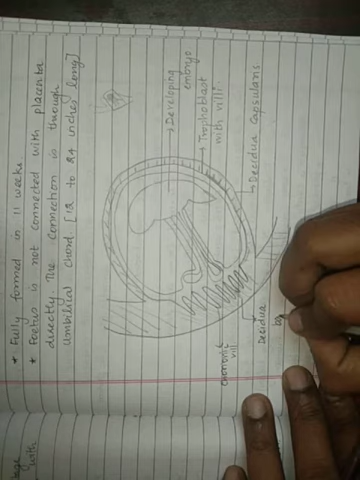 * Fully formed in 11 weeks
* Foetus is not connected with placenta
directly. The connection is through
umbilical chord. [12 to 24 inches long]
Developing
embryo
Trophoblast
with villi
Decidua Capsularis
Decidua
Chorionic
villi
with